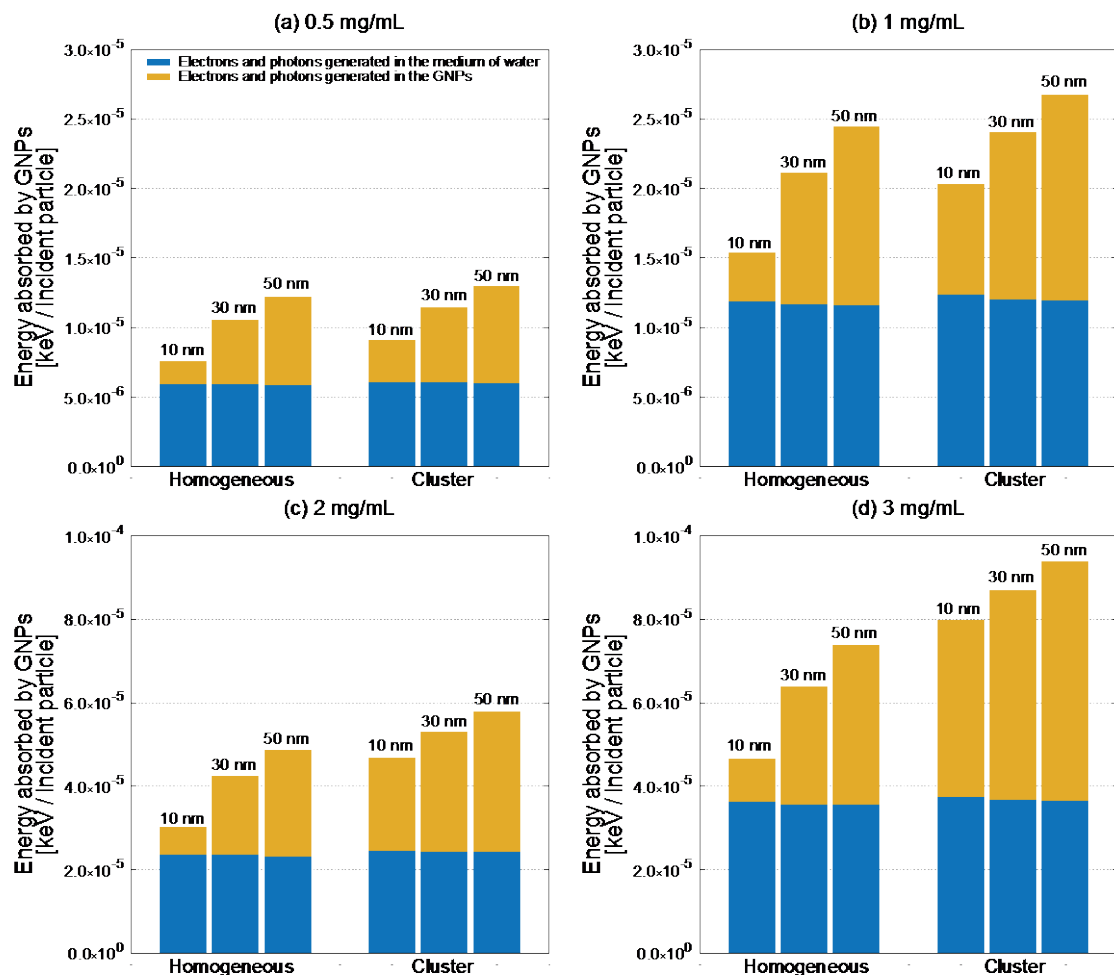 (a) 0.5 mg/mL
Energy absorbed by GNPs
[keV / Incident particle]
3.0×10⁻⁵
2.5×10⁻⁵
2.0×10⁻⁵
1.5×10⁻⁵
1.0×10⁻⁵
5.0×10⁻⁶
0.0×10⁰
Electrons and photons generated in the medium of water
Electrons and photons generated in the GNPs
10 nm
30 nm
50 nm
10 nm
30 nm
50 nm
Homogeneous
Cluster
(b) 1 mg/mL
Energy absorbed by GNPs
[keV / Incident particle]
3.0×10⁻⁵
2.5×10⁻⁵
2.0×10⁻⁵
1.5×10⁻⁵
1.0×10⁻⁵
5.0×10⁻⁶
0.0×10⁰
10 nm
30 nm
50 nm
10 nm
30 nm
50 nm
Homogeneous
Cluster
(c) 2 mg/mL
Energy absorbed by GNPs
[keV / Incident particle]
1.0×10⁻⁴
8.0×10⁻⁵
6.0×10⁻⁵
4.0×10⁻⁵
2.0×10⁻⁵
0.0×10⁰
10 nm
30 nm
50 nm
10 nm
30 nm
50 nm
Homogeneous
Cluster
(d) 3 mg/mL
Energy absorbed by GNPs
[keV / Incident particle]
1.0×10⁻⁴
8.0×10⁻⁵
6.0×10⁻⁵
4.0×10⁻⁵
2.0×10⁻⁵
0.0×10⁰
10 nm
30 nm
50 nm
10 nm
30 nm
50 nm
Homogeneous
Cluster